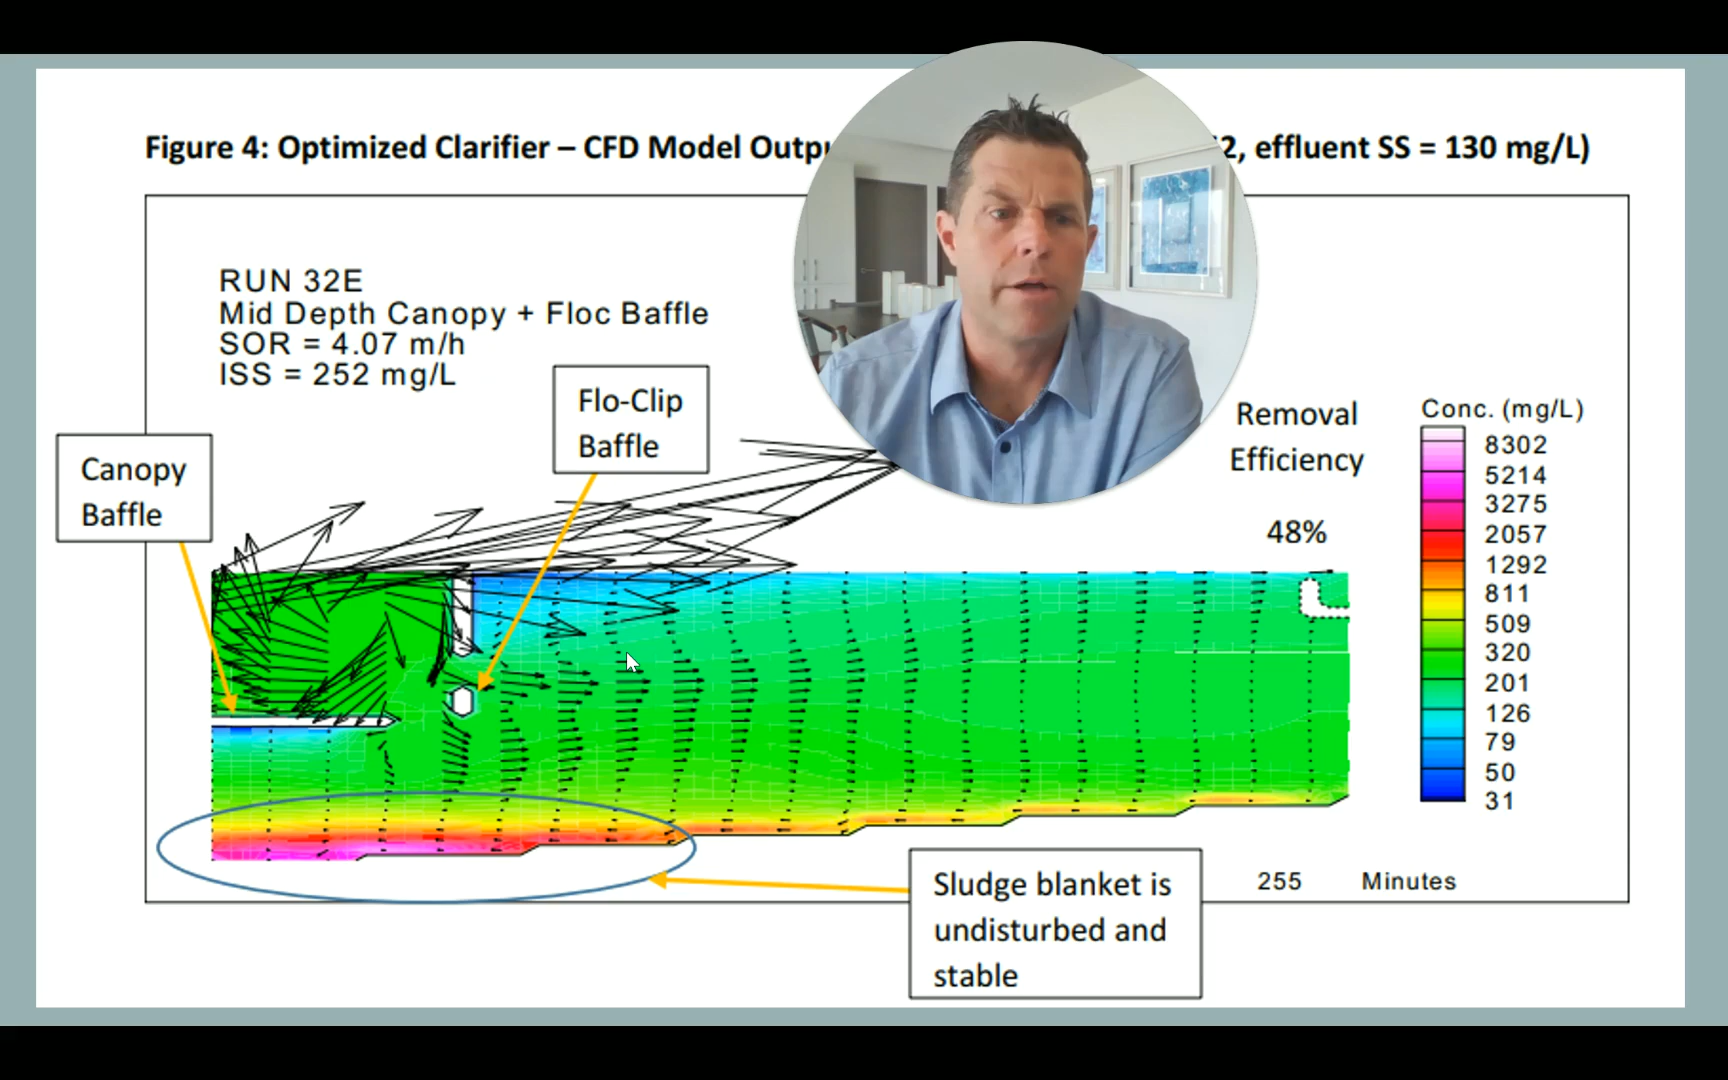 Figure 4: Optimized Clarifier – CFD Model Outpu 2, effluent SS = 130 mg/L)
RUN 32E
Mid Depth Canopy + Floc Baffle
SOR = 4.07 m/h
ISS = 252 mg/L
Flo-Clip
Baffle
Canopy
Baffle
Removal
Efficiency
48%
Conc. (mg/L)
8302
5214
3275
2057
1292
811
509
320
201
126
79
50
31
Sludge blanket is
undisturbed and
stable
255 Minutes